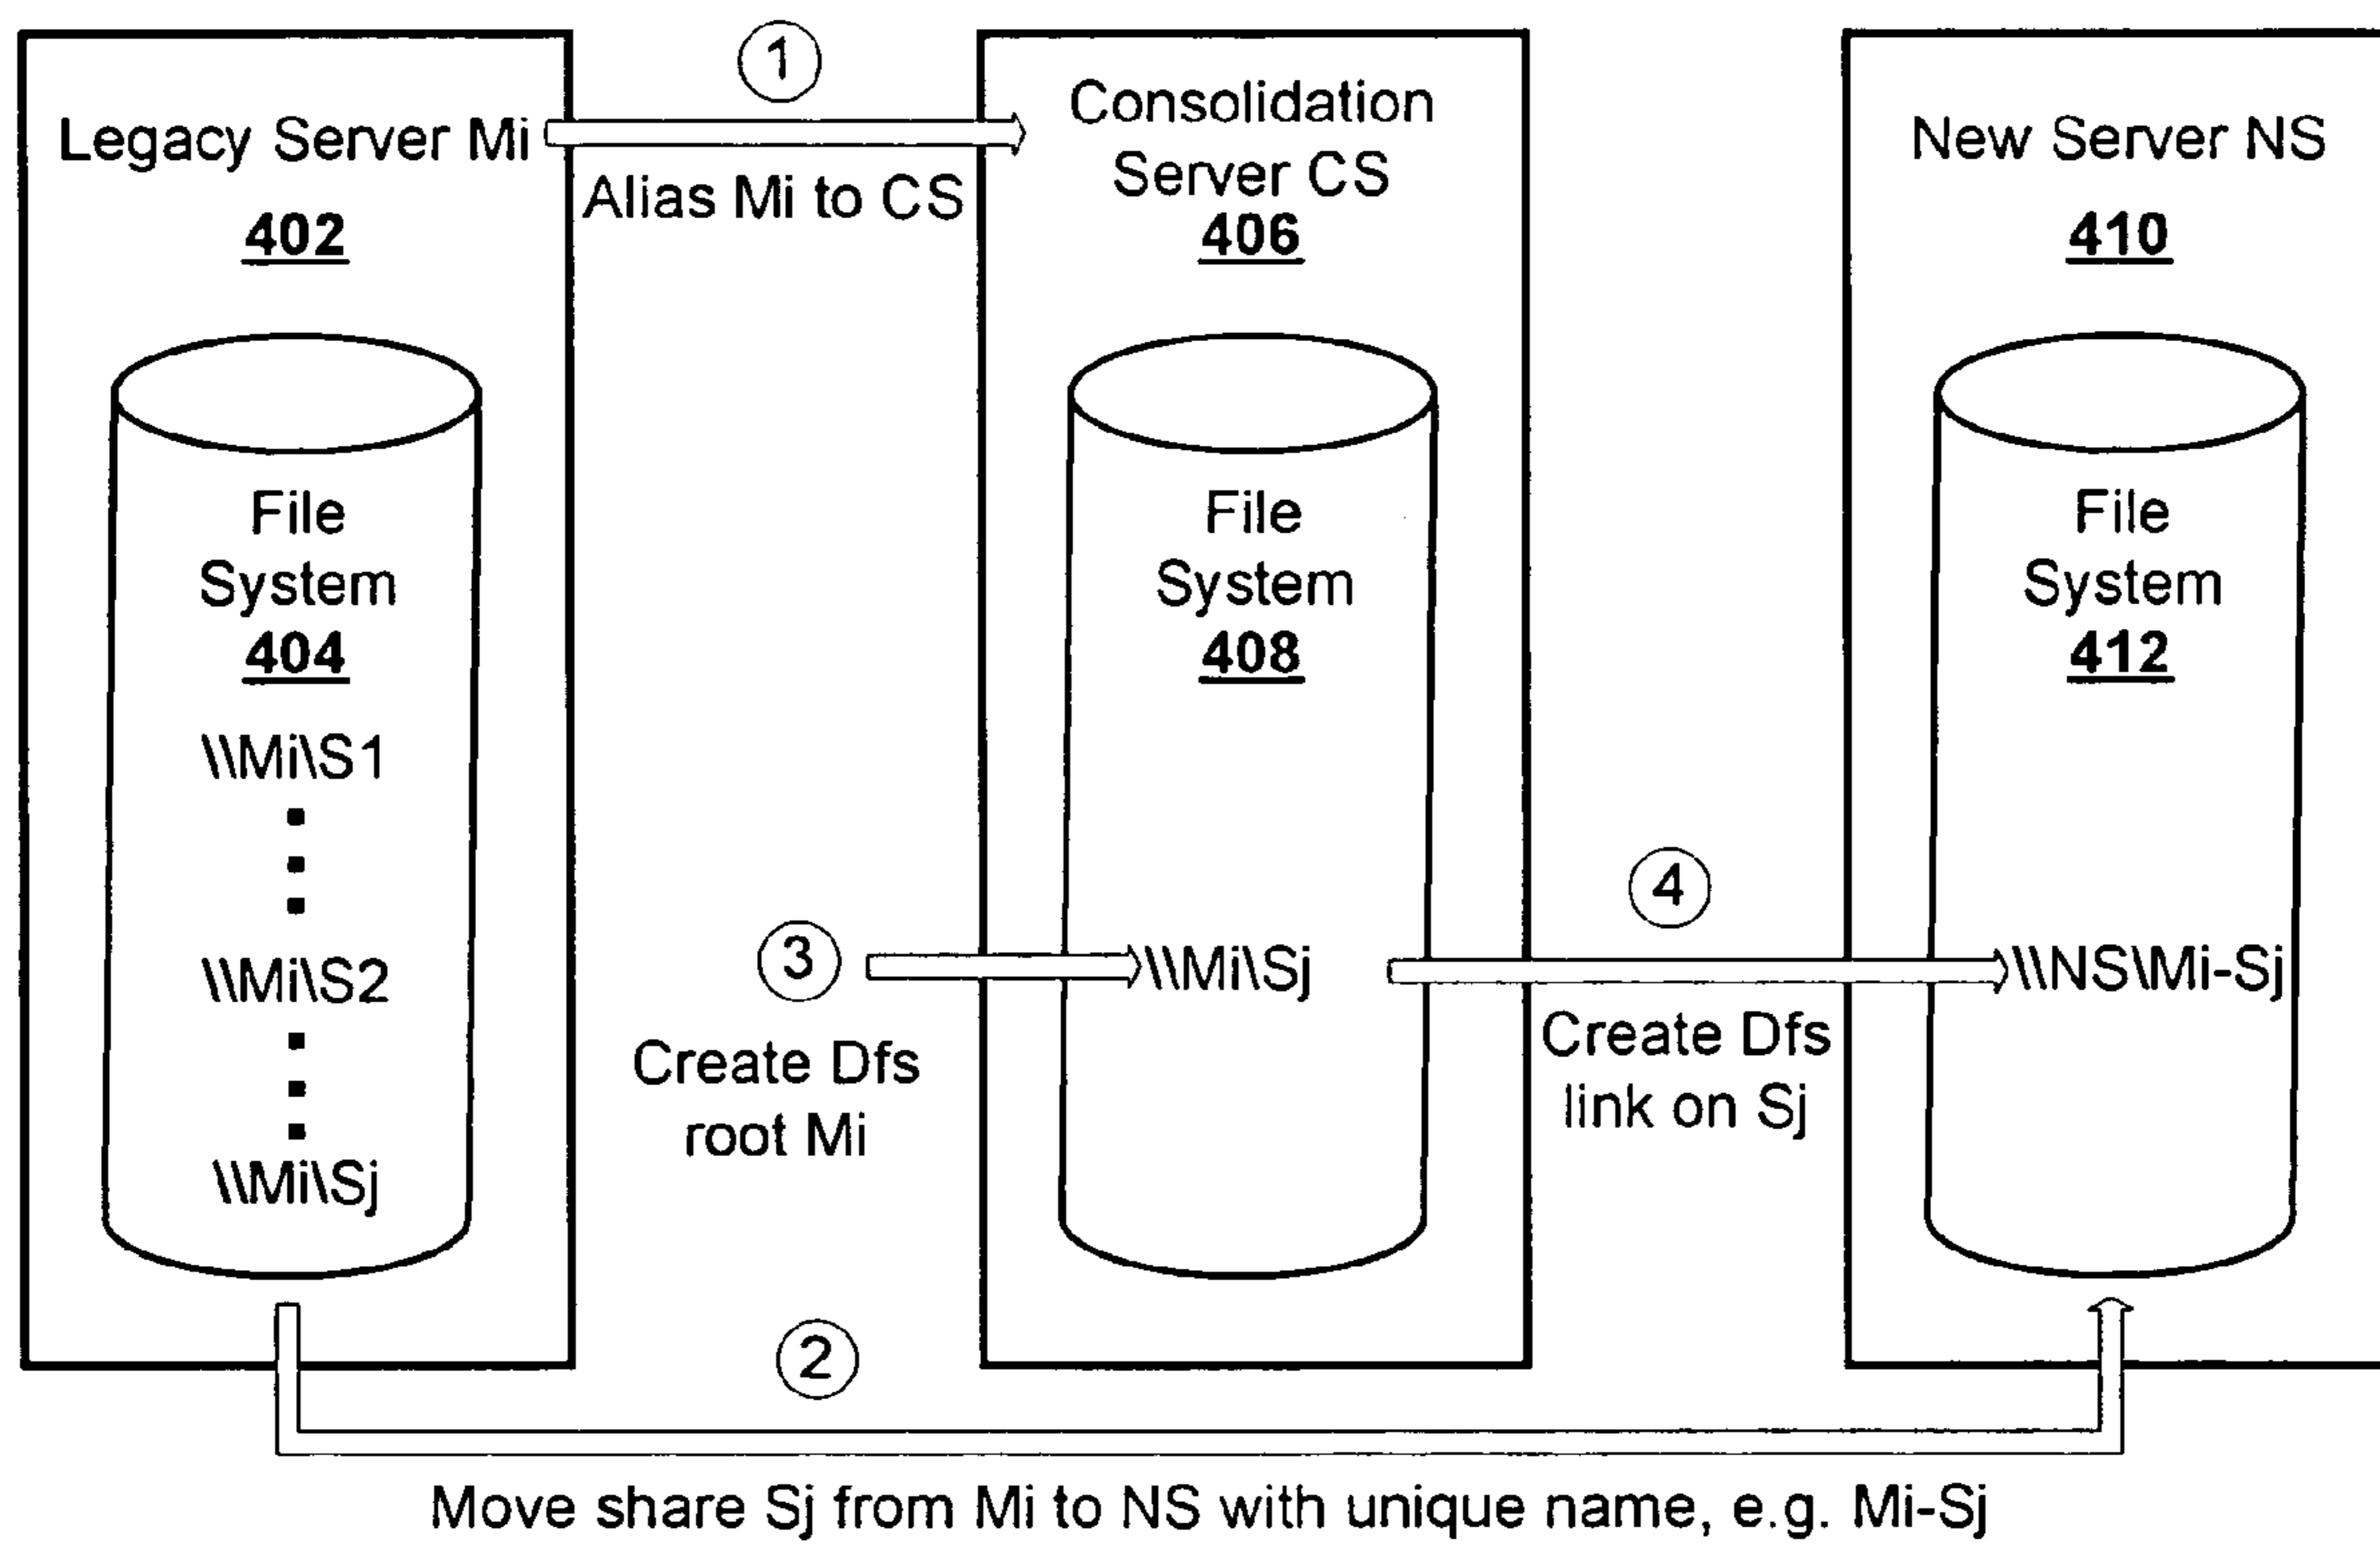 1
Legacy Server Mi
402
Alias Mi to CS
Consolidation
Server CS
406
New Server NS
410
File
System
404
\\Mi\S1
\\Mi\S2
\\Mi\Sj
File
System
408
\\Mi\Sj
File
System
412
\\NS\Mi-Sj
3
Create Dfs
root Mi
4
Create Dfs
link on Sj
2
Move share Sj from Mi to NS with unique name, e.g. Mi-Sj